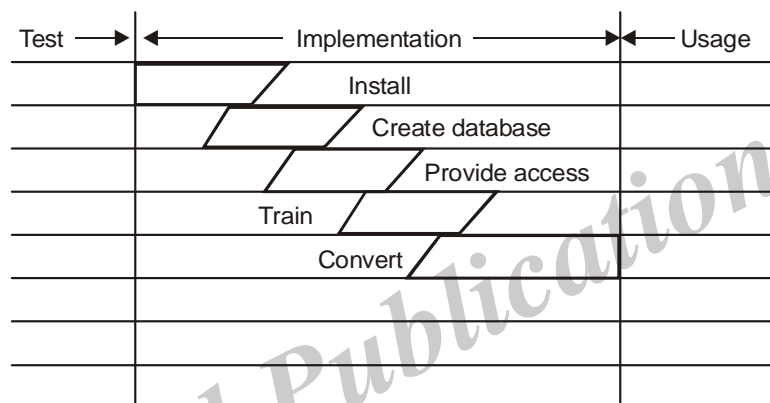 Test Implementation Usage
Install
Create database
Provide access
Train
Convert
Publication